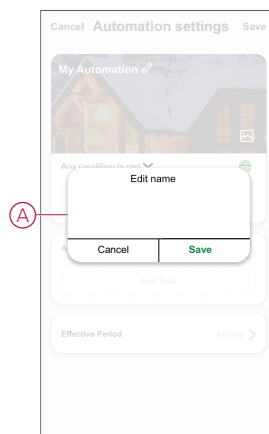 Cancel Automation settings Save
My Automation
Any condition is met
Edit name
A
Cancel Save
Add Task
Effective Period All-Day